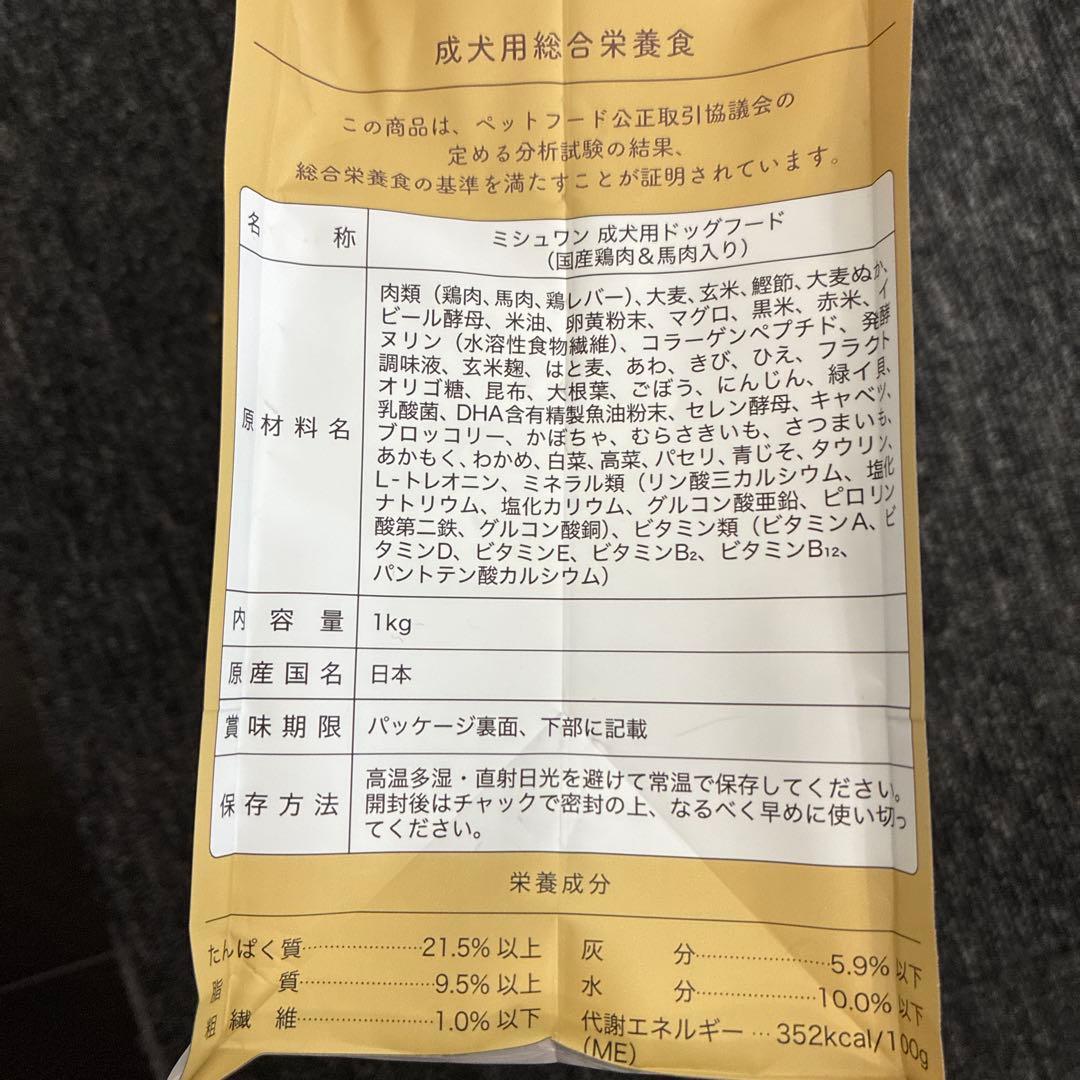 成犬用総合栄養食
この商品は、ペットフード公正取引協議会の
定める分析試験の結果、
総合栄養食の基準を満たすことが証明されています。
名称 ミシュワン 成犬用ドッグフード
(国産鶏肉&馬肉入り)
原材料名 肉類(鶏肉、馬肉、鶏レバー)、大麦、玄米、鰹節、大麦ぬか、
ビール酵母、米油、卵黄粉末、マグロ、黒米、赤米、イ
ヌリン(水溶性食物繊維)、コラーゲンペプチド、発酵
調味液、玄米麹、はと麦、あわ、きび、ひえ、フラクト
オリゴ糖、昆布、大根葉、ごぼう、にんじん、緑イ貝、
乳酸菌、DHA含有精製魚油粉末、セレン酵母、キャベツ、
ブロッコリー、かぼちゃ、むらさきいも、さつまいも、
あかもく、わかめ、白菜、高菜、パセリ、青じそ、タウリン、
L-トレオニン、ミネラル類(リン酸三カルシウム、塩化
ナトリウム、塩化カリウム、グルコン酸亜鉛、ピロリン
酸第二鉄、グルコン酸銅)、ビタミン類(ビタミンA、ビ
タミンD、ビタミンE、ビタミンB2、ビタミンB12、
パントテン酸カルシウム)
内容量 1kg
原産国名 日本
賞味期限 パッケージ裏面、下部に記載
保存方法 高温多湿・直射日光を避けて常温で保存してください。
開封後はチャックで密封の上、なるべく早めに使い切っ
てください。
栄養成分
たんぱく質…………………21.5%以上
脂質…………………9.5%以上
粗繊維…………………1.0%以下
灰分…………………5.9%以下
水分…………………10.0%以下
代謝エネルギー…352kcal/100g
(ME)